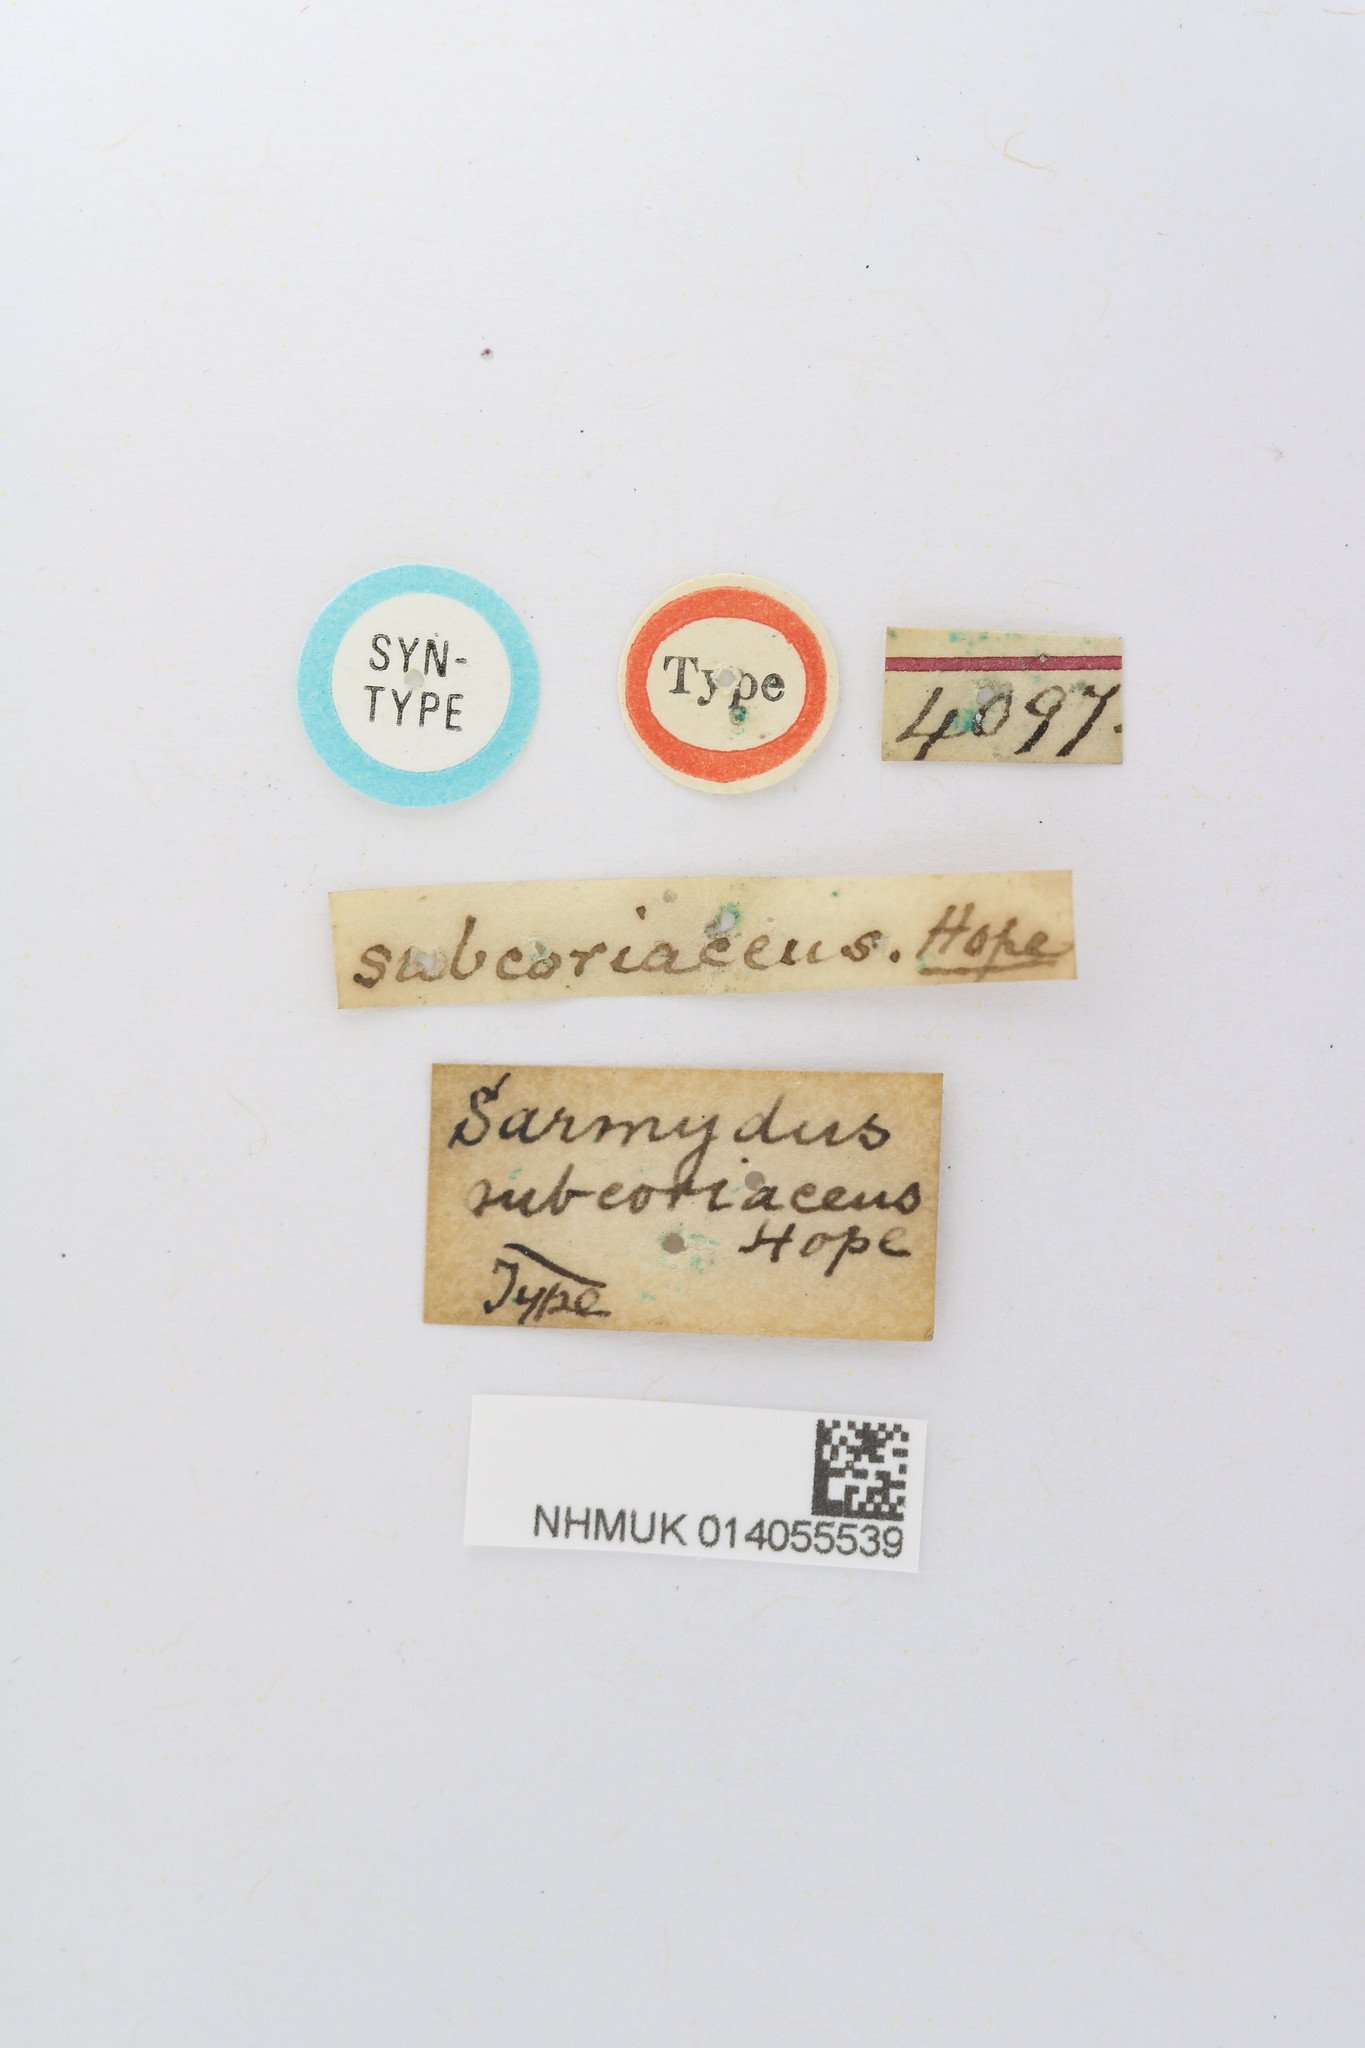 SYN-
TYPE
Type
4097.
subcoriaceus. Hope
Sarmydus
subcoriaceus
Hope
Type
NHMUK 014055539